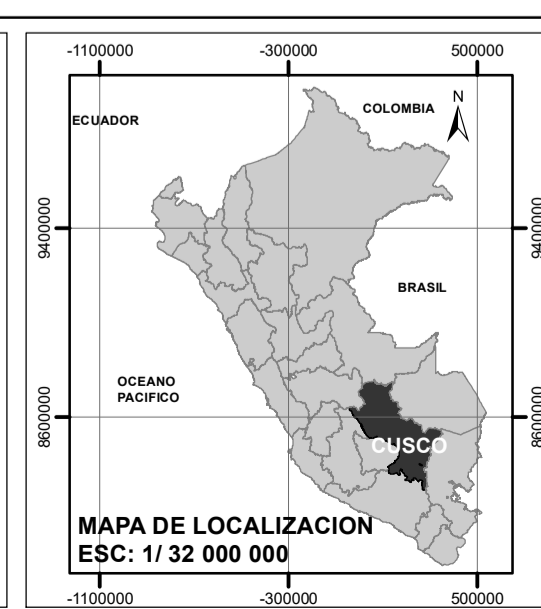 -1100000 -300000 500000
ECUADOR
COLOMBIA
N
9400000
9400000
BRASIL
OCEANO
PACIFICO
8600000
8600000
CUSCO
MAPA DE LOCALIZACION
ESC: 1/ 32 000 000
-1100000 -300000 500000